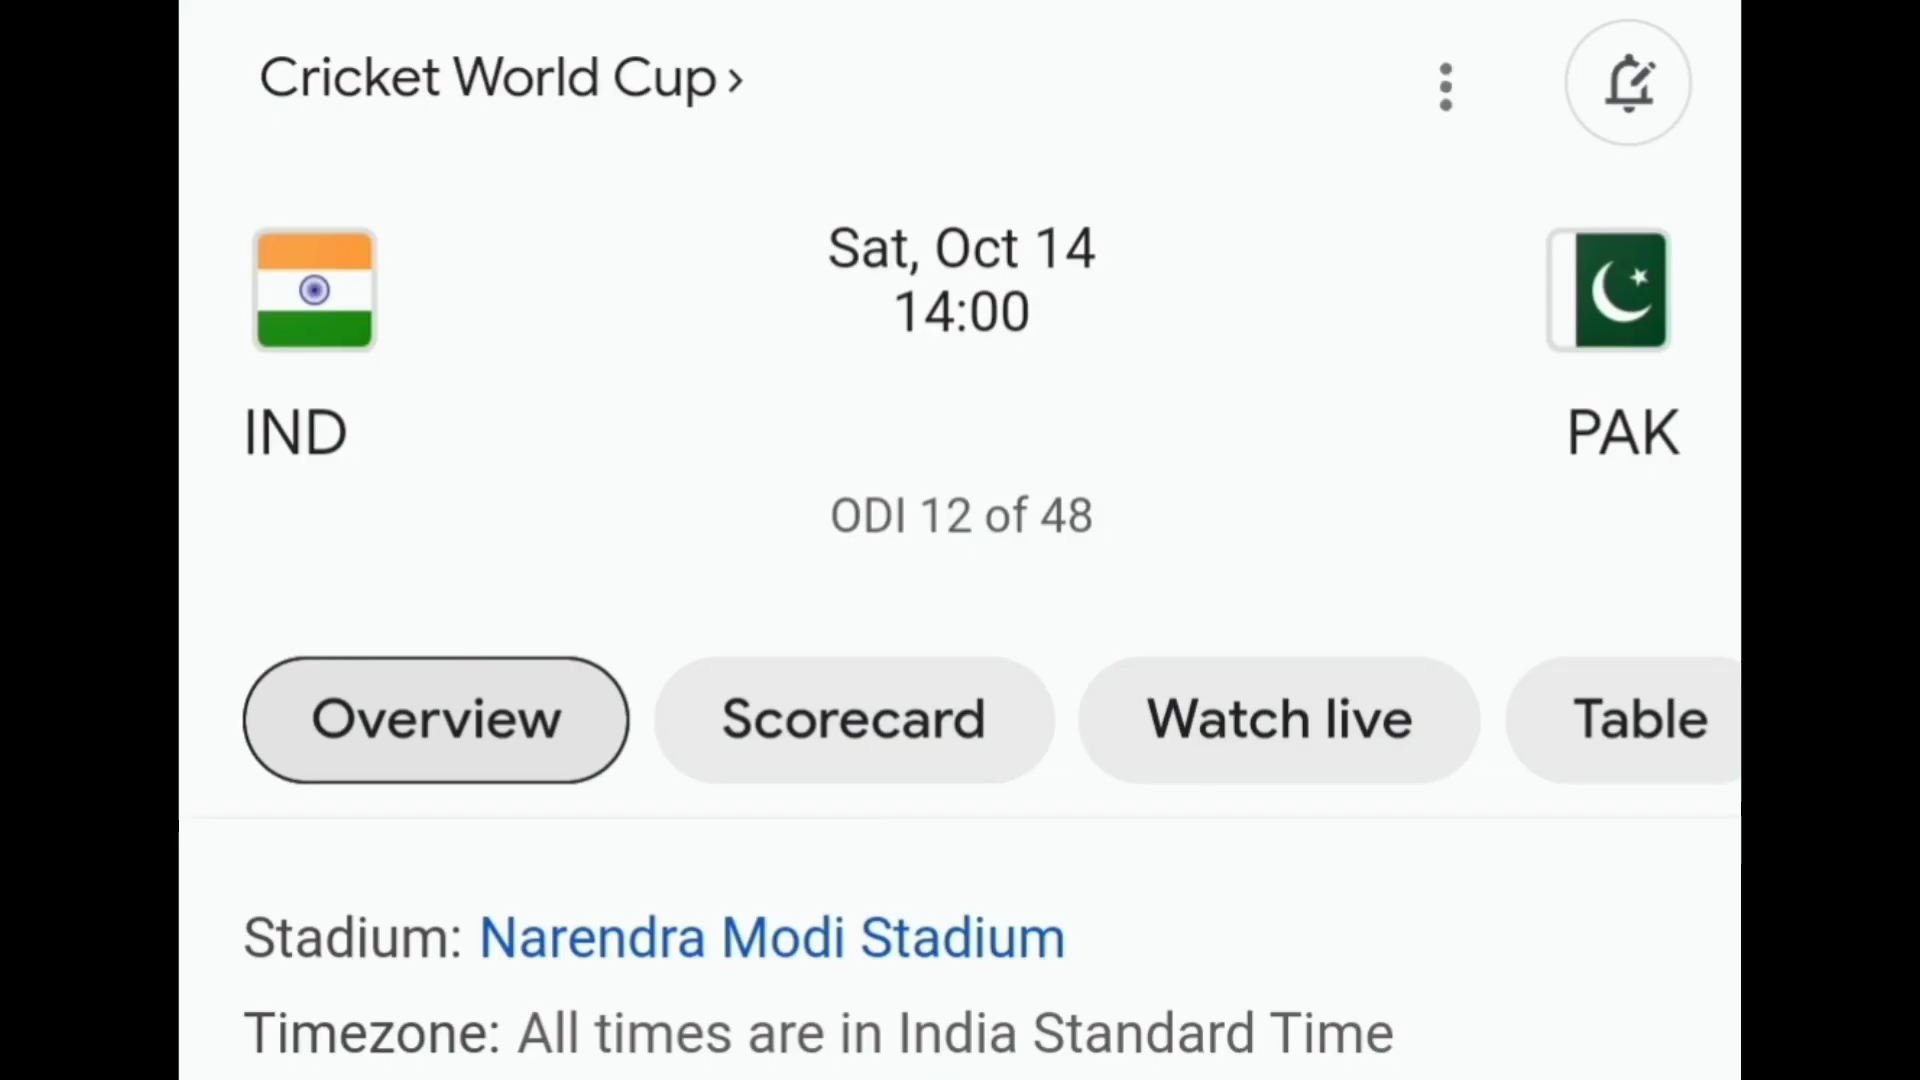 Cricket World Cup ›
Sat, Oct 14
14:00
IND
PAK
ODI 12 of 48
Overview
Scorecard
Watch live
Table
Stadium: Narendra Modi Stadium
Timezone: All times are in India Standard Time